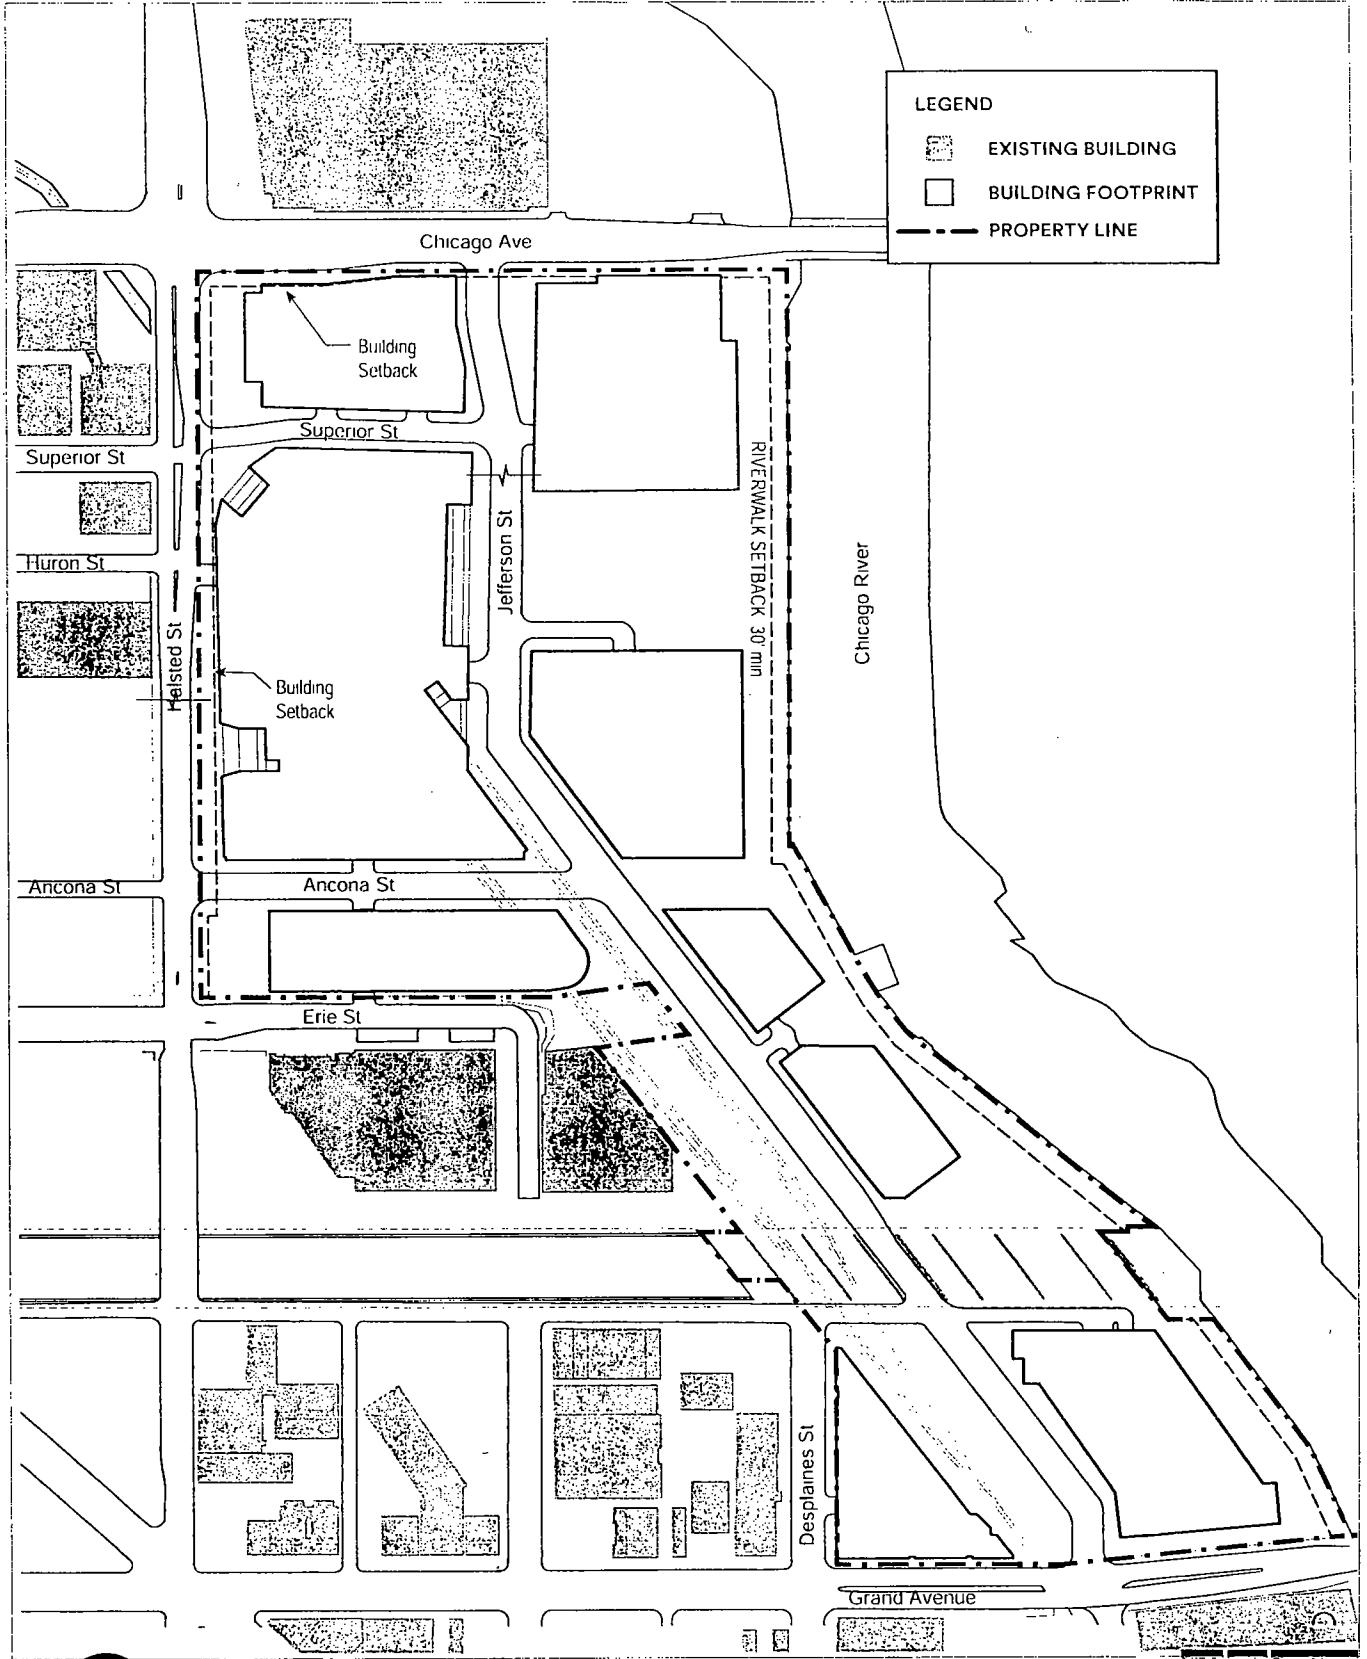 LEGEND
EXISTING BUILDING
BUILDING FOOTPRINT
PROPERTY LINE
Chicago Ave
Building
Setback
Superior St
Superior St
RIVERWALK SETBACK 30' min
Jefferson St
Chicago River
Huron St
Halsted St
Building
Setback
Ancona St
Ancona St
Erie St
Desplaines St
Grand Avenue